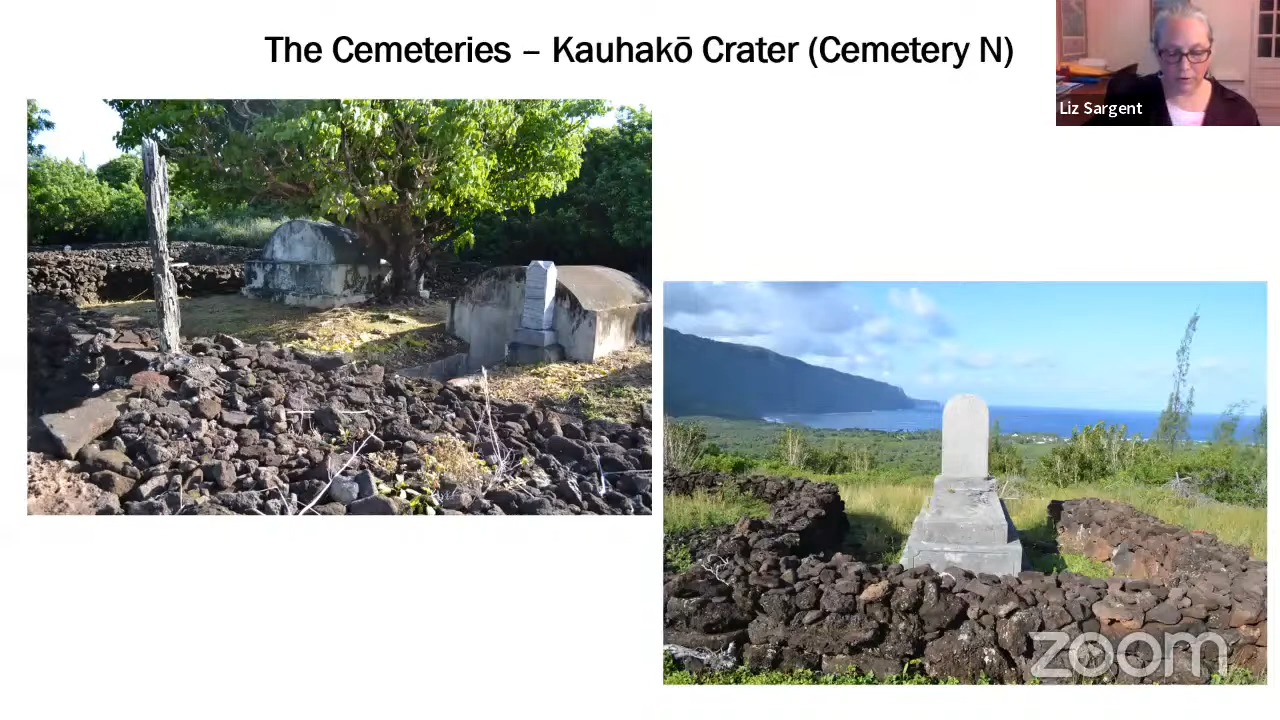 The Cemeteries – Kauhakō Crater (Cemetery N)
Liz Sargent
zoom